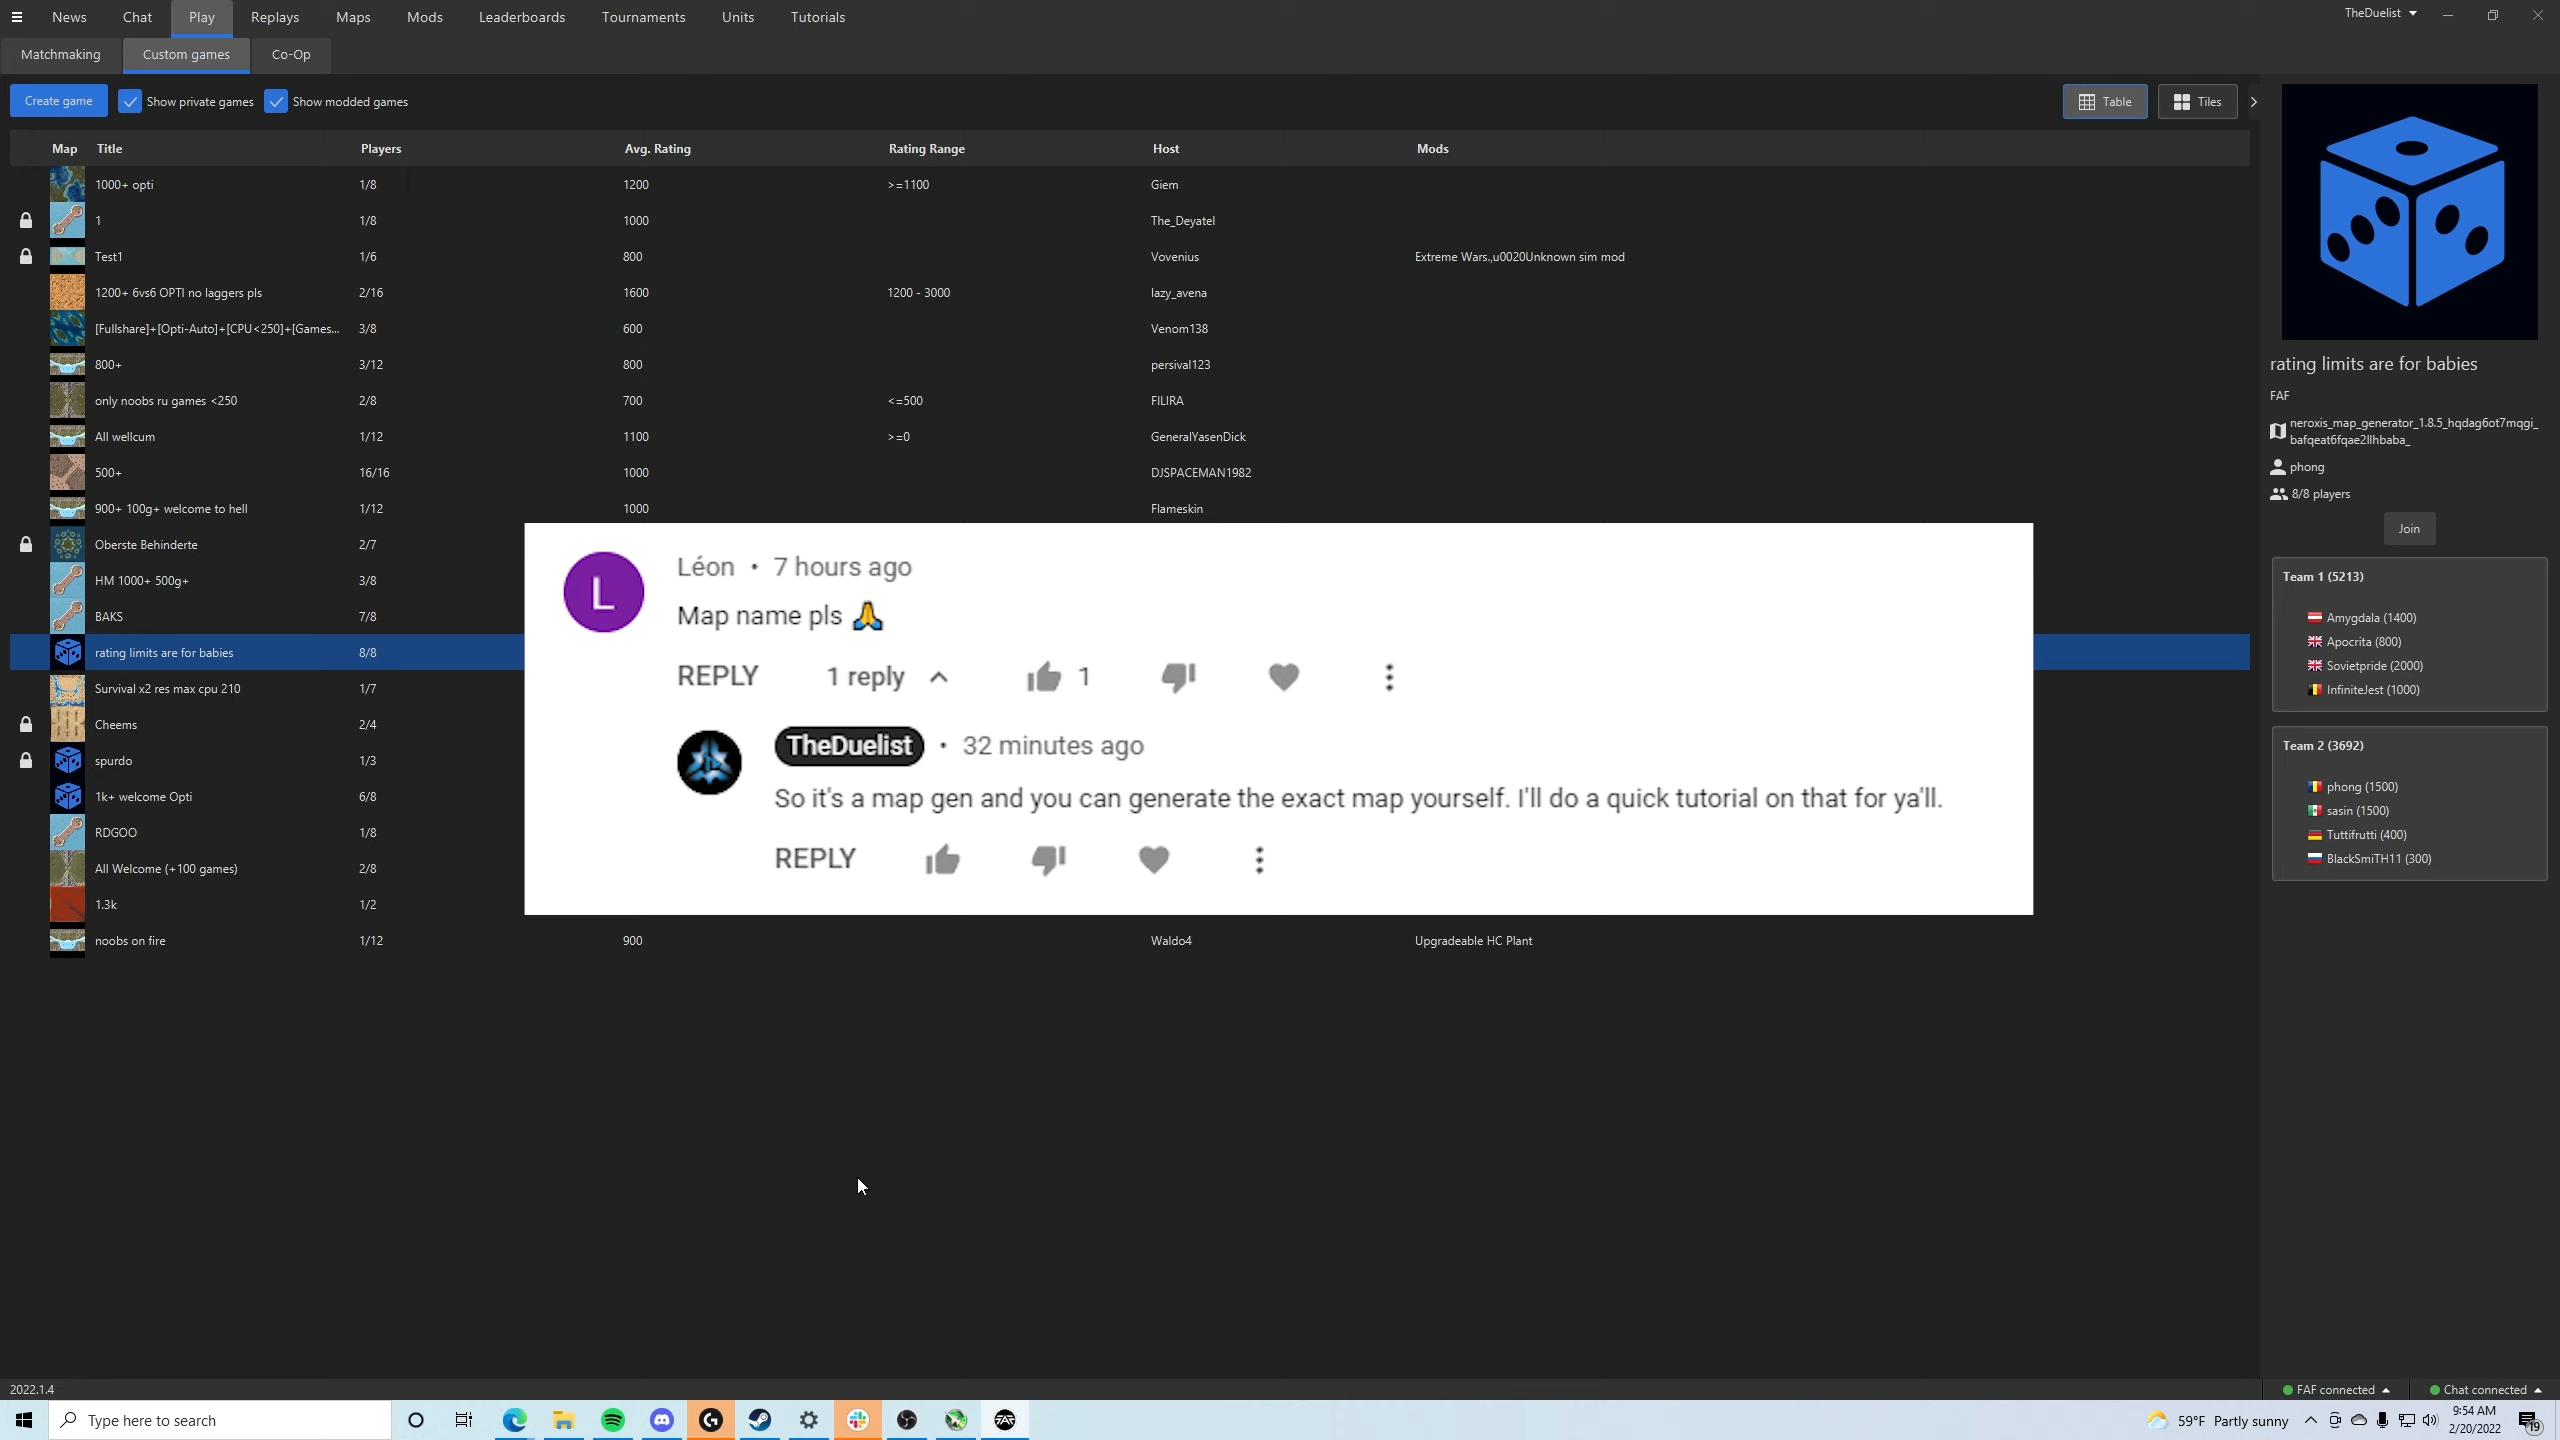 News Chat Play Replays Maps Mods Leaderboards Tournaments Units Tutorials TheDuelist
Matchmaking Custom games Co-Op
Create game Show private games Show modded games Table Tiles
Map Title Players Avg. Rating Rating Range Host Mods
1000+ opti 1/8 1200 >=1100 Giem
1 1/8 1000 The_Deyatel
Test1 1/6 800 Vovenius Extreme Wars.,u0020Unknown sim mod
1200+ 6vs6 OPTI no laggers pls 2/16 1600 1200 - 3000 lazy_avena
[Fullshare]+[Opti-Auto]+[CPU<250]+[Games... 3/8 600 Venom138
800+ 3/12 800 persival123
only noobs ru games <250 2/8 700 <=500 FILIRA
All wellcum 1/12 1100 >=0 GeneralYasenDick
500+ 16/16 1000 DJSPACEMAN1982
900+ 100g+ welcome to hell 1/12 1000 Flameskin
Oberste Behinderte 2/7
HM 1000+ 500g+ 3/8
BAKS 7/8
rating limits are for babies 8/8
Survival x2 res max cpu 210 1/7
Cheems 2/4
spurdo 1/3
1k+ welcome Opti 6/8
RDGOO 1/8
All Welcome (+100 games) 2/8
1.3k 1/2
noobs on fire 1/12 900 Waldo4 Upgradeable HC Plant
L
Léon • 7 hours ago
Map name pls 🙏
REPLY 1 reply 1
TheDuelist • 32 minutes ago
So it's a map gen and you can generate the exact map yourself. I'll do a quick tutorial on that for ya'll.
REPLY
rating limits are for babies
FAF
neroxis_map_generator_1.8.5_hqdag6ot7mqgi_
bafqeat6fqae2llhbaba_
phong
8/8 players
Join
Team 1 (5213)
Amygdala (1400)
Apocrita (800)
Sovietpride (2000)
InfiniteJest (1000)
Team 2 (3692)
phong (1500)
sasin (1500)
Tuttifrutti (400)
BlackSmiTH11 (300)
2022.1.4 FAF connected Chat connected
Type here to search FAF 59°F Partly sunny 9:54 AM
2/20/2022 19